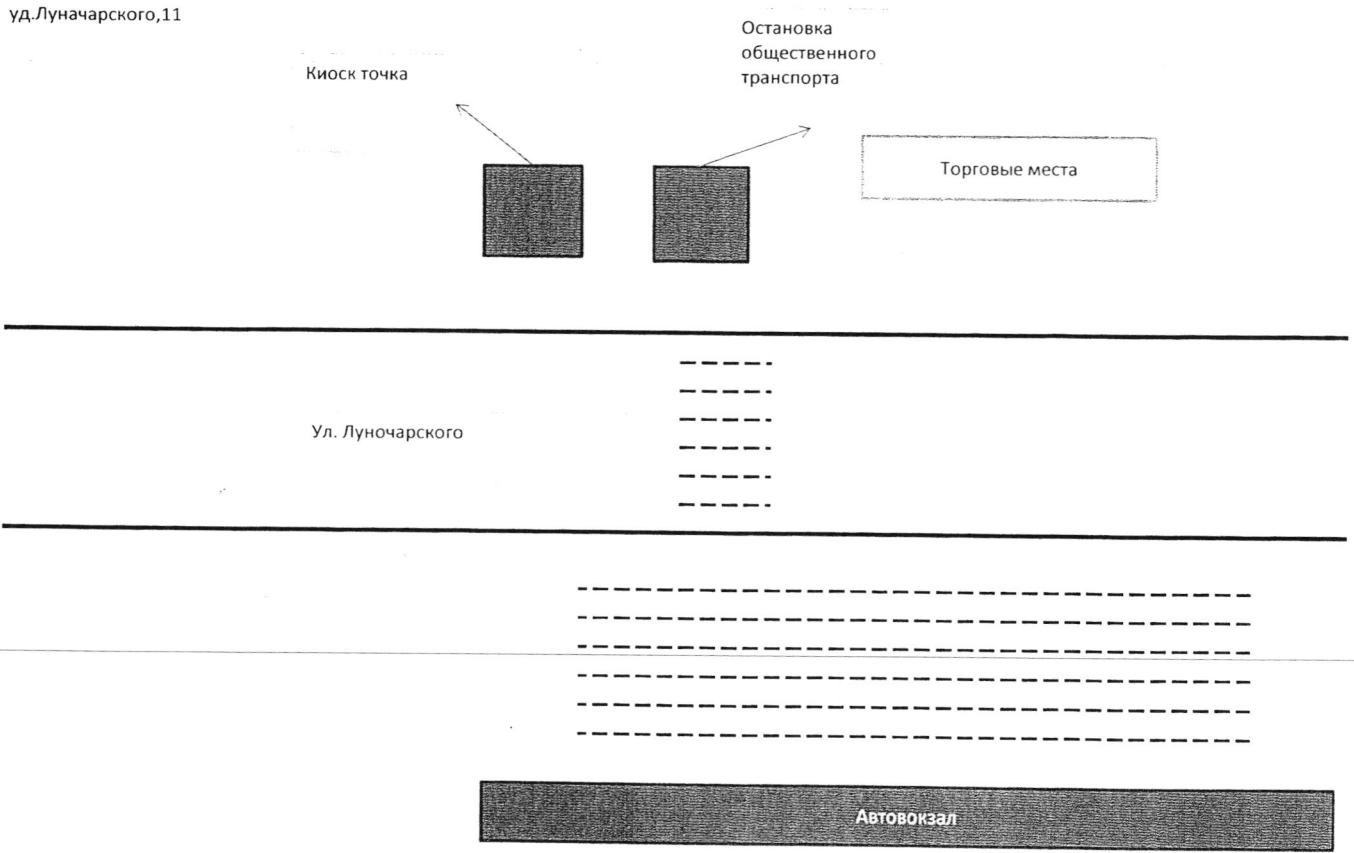 уд.Луначарского,11
Остановка
общественного
транспорта
Киоск точка
Торговые места
Ул. Луночарского
Автовокзал